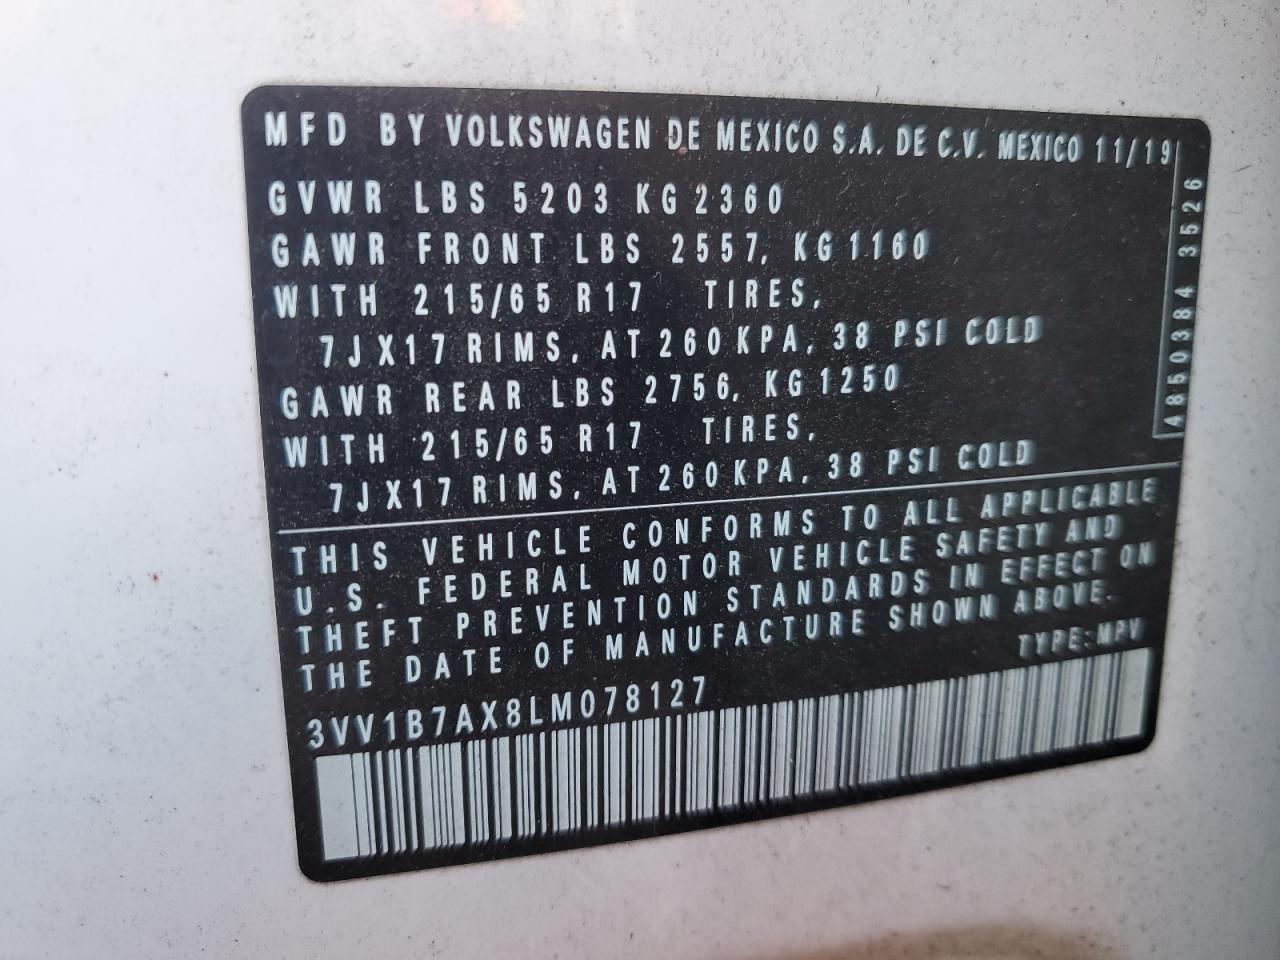 MFD BY VOLKSWAGEN DE MEXICO S.A. DE C.V. MEXICO 11/19
GVWR LBS 5203 KG 2360
GAWR FRONT LBS 2557, KG 1160
WITH 215/65 R17 TIRES,
7JX17 RIMS, AT 260 KPA, 38 PSI COLD
GAWR REAR LBS 2756, KG 1250
WITH 215/65 R17 TIRES,
7JX17 RIMS, AT 260 KPA, 38 PSI COLD
4850384 3526
THIS VEHICLE CONFORMS TO ALL APPLICABLE
U.S. FEDERAL MOTOR VEHICLE SAFETY AND
THEFT PREVENTION STANDARDS IN EFFECT ON
THE DATE OF MANUFACTURE SHOWN ABOVE.
TYPE: MPV
3VV1B7AX8LM078127